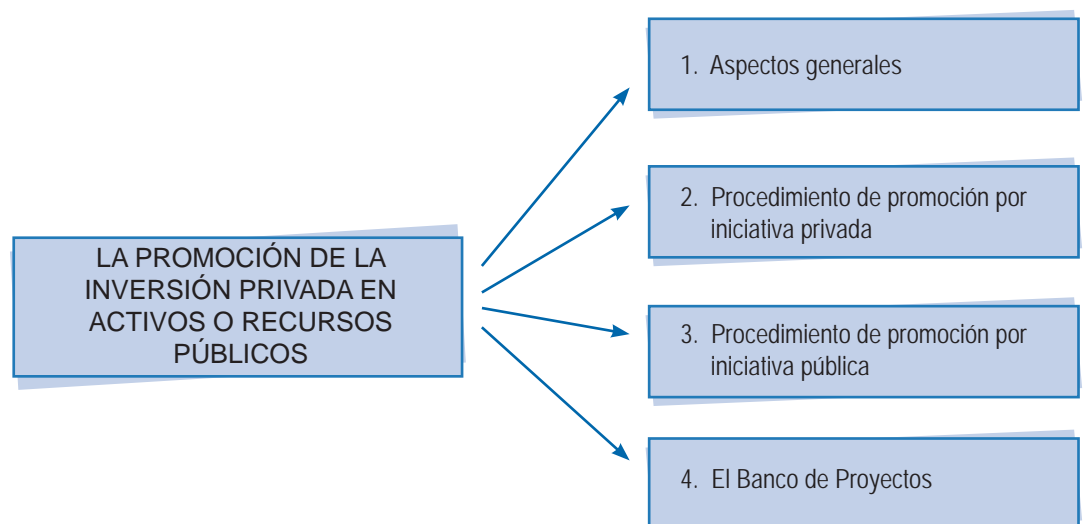 LA PROMOCIÓN DE LA
INVERSIÓN PRIVADA EN
ACTIVOS O RECURSOS
PÚBLICOS
1. Aspectos generales
2. Procedimiento de promoción por
iniciativa privada
3. Procedimiento de promoción por
iniciativa pública
4. El Banco de Proyectos